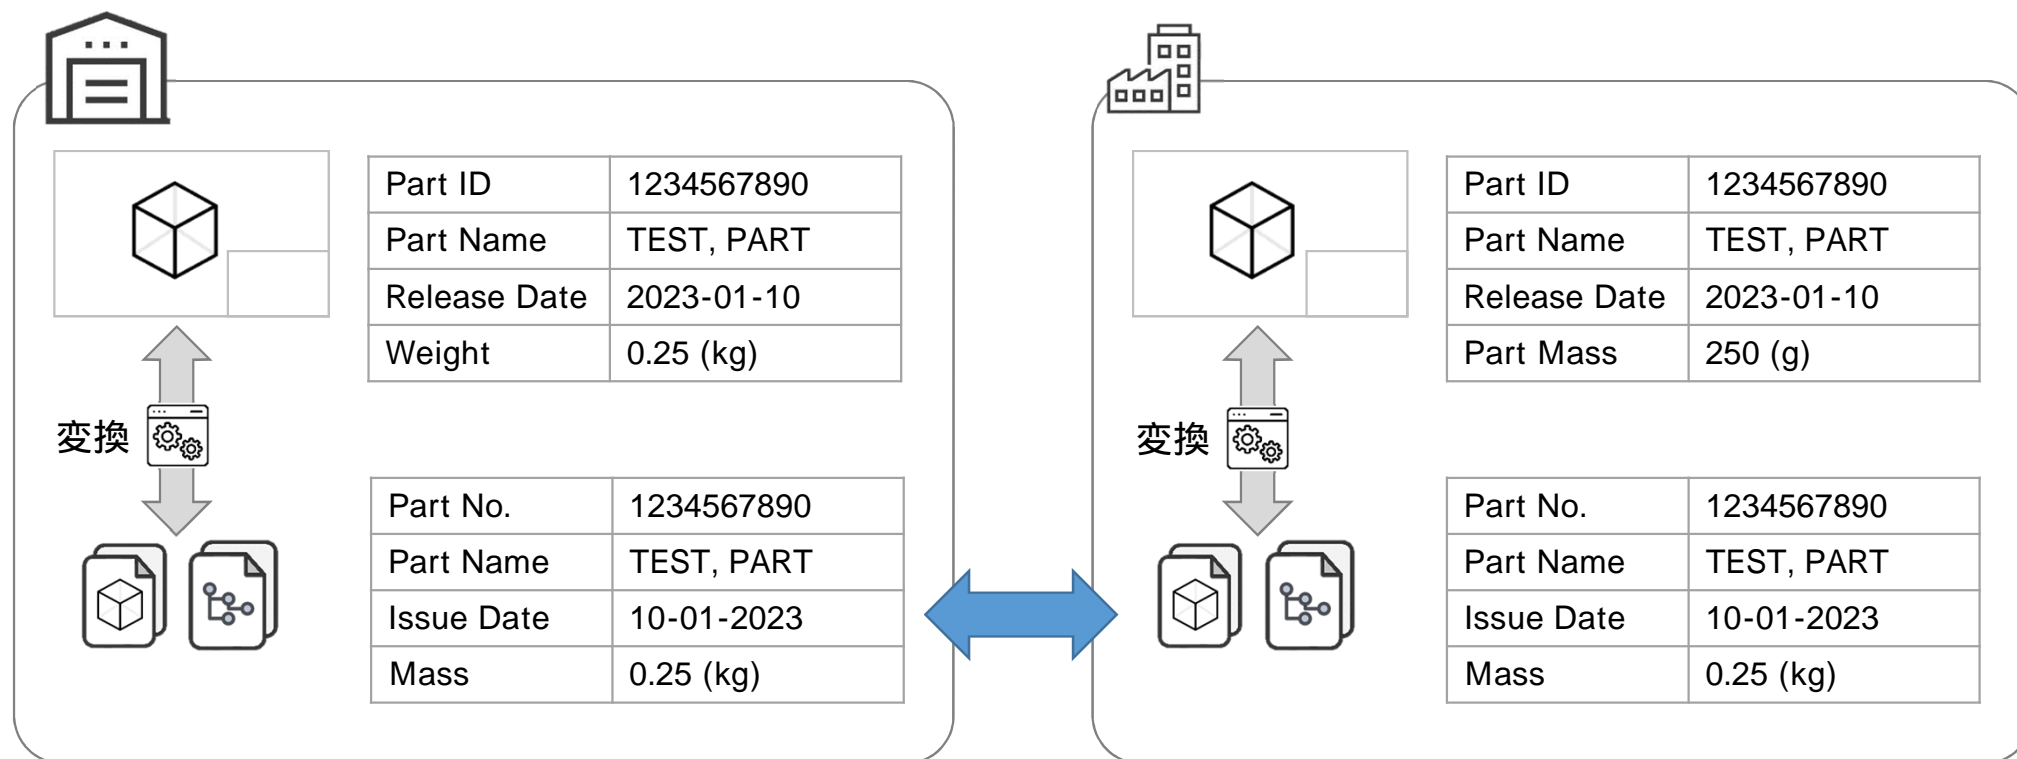 Part ID 1234567890
Part Name TEST, PART
Release Date 2023-01-10
Weight 0.25 (kg)
変換
Part No. 1234567890
Part Name TEST, PART
Issue Date 10-01-2023
Mass 0.25 (kg)
Part ID 1234567890
Part Name TEST, PART
Release Date 2023-01-10
Part Mass 250 (g)
変換
Part No. 1234567890
Part Name TEST, PART
Issue Date 10-01-2023
Mass 0.25 (kg)